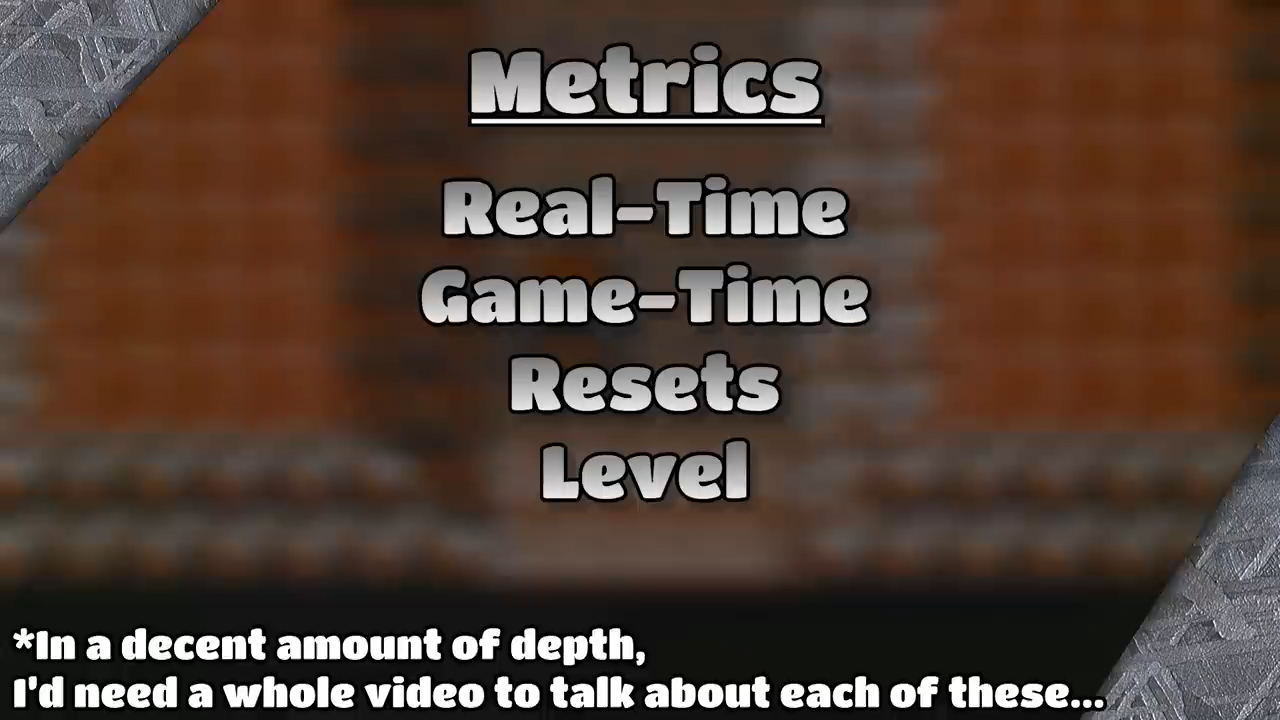 Metrics
Real-Time
Game-Time
Resets
Level
*In a decent amount of depth,
I'd need a whole video to talk about each of these...